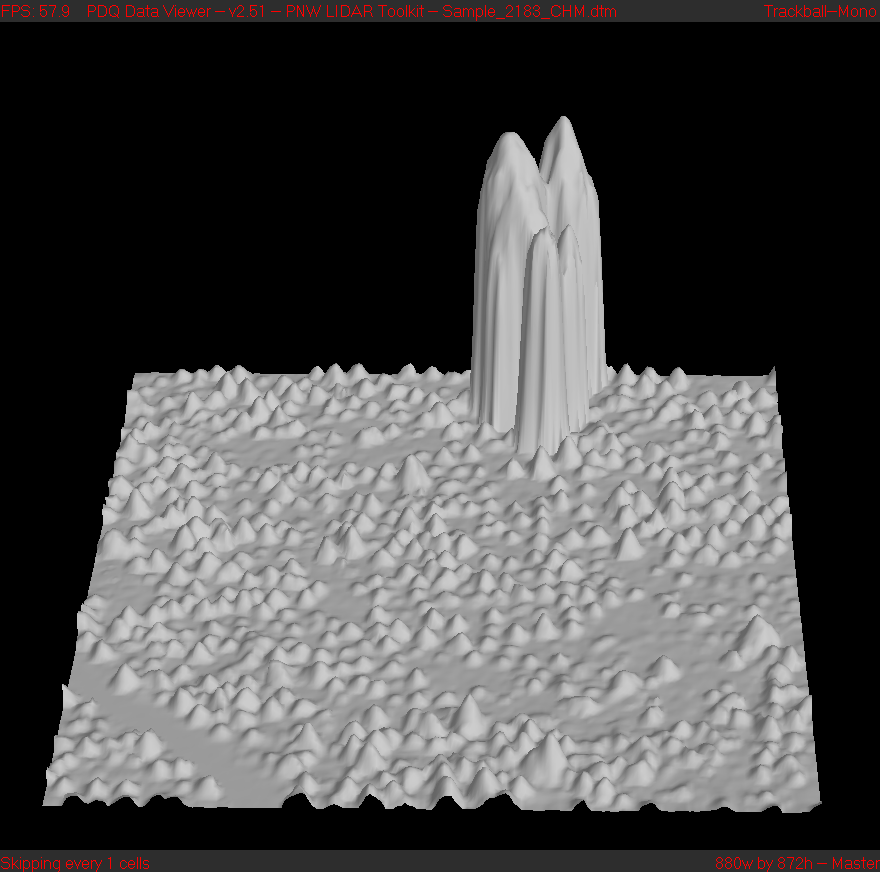 FPS: 57.9 PDQ Data Viewer - v2.51 - PNW LIDAR Toolkit - Sample_2183_CHM.dtm Trackball-Mono
Skipping every 1 cells 880w by 872h - Master